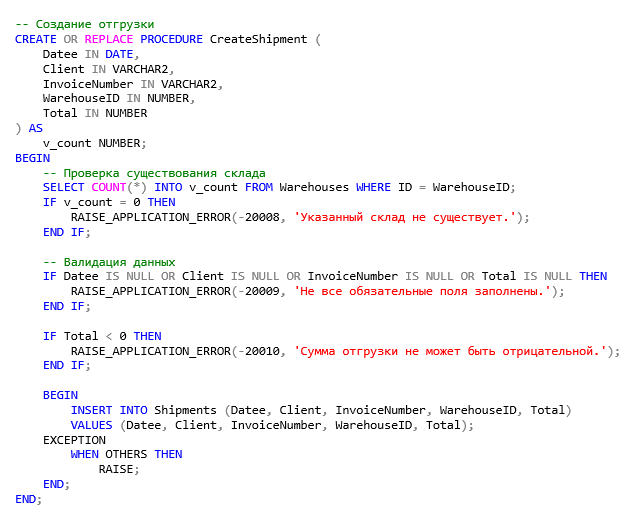 -- Создание отгрузки
CREATE OR REPLACE PROCEDURE CreateShipment (
    Datee IN DATE,
    Client IN VARCHAR2,
    InvoiceNumber IN VARCHAR2,
    WarehouseID IN NUMBER,
    Total IN NUMBER
) AS
    v_count NUMBER;
BEGIN
    -- Проверка существования склада
    SELECT COUNT(*) INTO v_count FROM Warehouses WHERE ID = WarehouseID;
    IF v_count = 0 THEN
        RAISE_APPLICATION_ERROR(-20008, 'Указанный склад не существует.');
    END IF;

    -- Валидация данных
    IF Datee IS NULL OR Client IS NULL OR InvoiceNumber IS NULL OR Total IS NULL THEN
        RAISE_APPLICATION_ERROR(-20009, 'Не все обязательные поля заполнены.');
    END IF;

    IF Total < 0 THEN
        RAISE_APPLICATION_ERROR(-20010, 'Сумма отгрузки не может быть отрицательной.');
    END IF;

    BEGIN
        INSERT INTO Shipments (Datee, Client, InvoiceNumber, WarehouseID, Total)
        VALUES (Datee, Client, InvoiceNumber, WarehouseID, Total);
    EXCEPTION
        WHEN OTHERS THEN
            RAISE;
    END;
END;